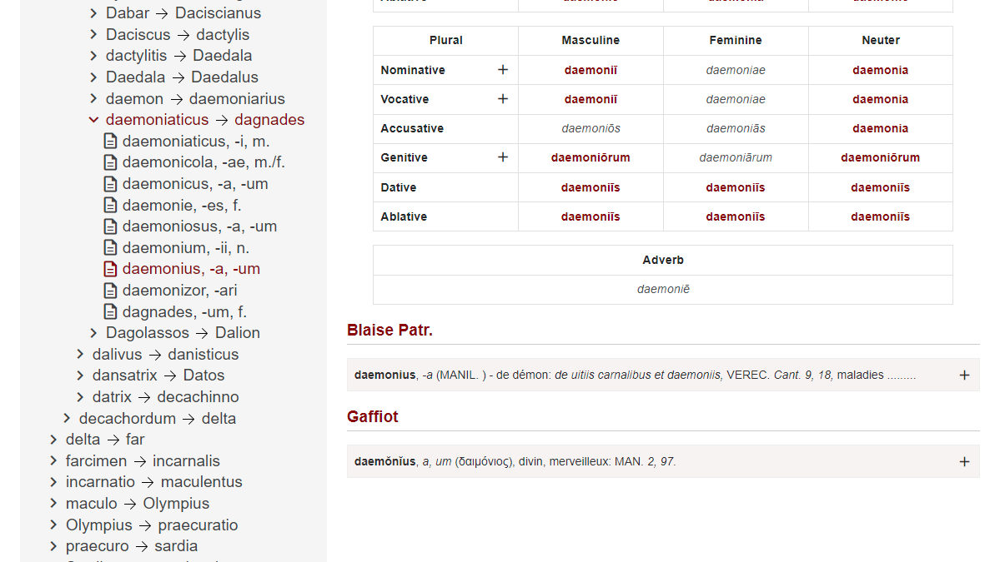 Dabar → Daciscianus
Daciscus → dactylis
dactylitis → Daedala
Daedala → Daedalus
daemon → daemoniarius
daemoniaticus → dagnades
daemoniaticus, -i, m.
daemonicola, -ae, m./f.
daemonicus, -a, -um
daemonie, -es, f.
daemoniosus, -a, -um
daemonium, -ii, n.
daemonius, -a, -um
daemonizor, -ari
dagnades, -um, f.
Dagolassos → Dalion
dalivus → danisticus
dansatrix → Datos
datrix → decachinno
decachordum → delta
delta → far
farcimen → incarnalis
incarnatio → maculentus
maculo → Olympius
Olympius → praecuratio
praecuro → sardia
Plural Masculine Feminine Neuter
Nominative + daemoniī daemoniae daemonia
Vocative + daemoniī daemoniae daemonia
Accusative daemoniōs daemoniās daemonia
Genitive + daemoniōrum daemoniārum daemoniōrum
Dative daemoniīs daemoniīs daemoniīs
Ablative daemoniīs daemoniīs daemoniīs
Adverb
daemoniē
Blaise Patr.
daemonius, -a (MANIL. ) - de démon: de uitiis carnalibus et daemoniis, VEREC. Cant. 9, 18, maladies ......... +
Gaffiot
daemŏnĭus, a, um (δαιμόνιος), divin, merveilleux: MAN. 2, 97. +